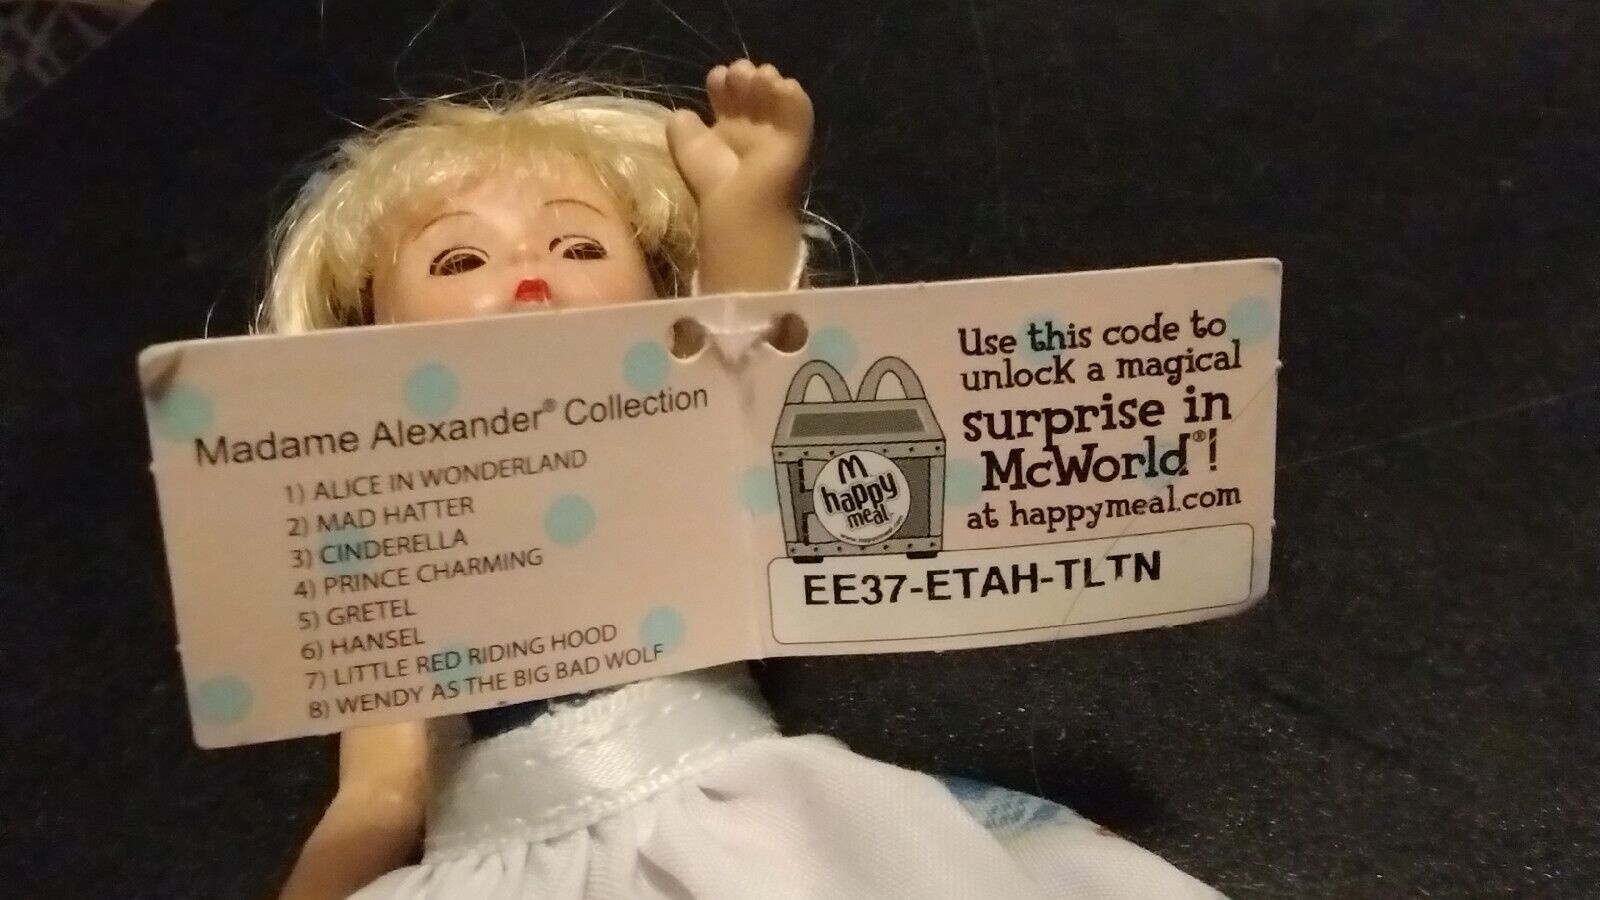 Madame Alexander® Collection
1) ALICE IN WONDERLAND
2) MAD HATTER
3) CINDERELLA
4) PRINCE CHARMING
5) GRETEL
6) HANSEL
7) LITTLE RED RIDING HOOD
8) WENDY AS THE BIG BAD WOLF
M
happy
meal
Use this code to
unlock a magical
surprise in
McWorld®!
at happymeal.com
EE37-ETAH-TLTN